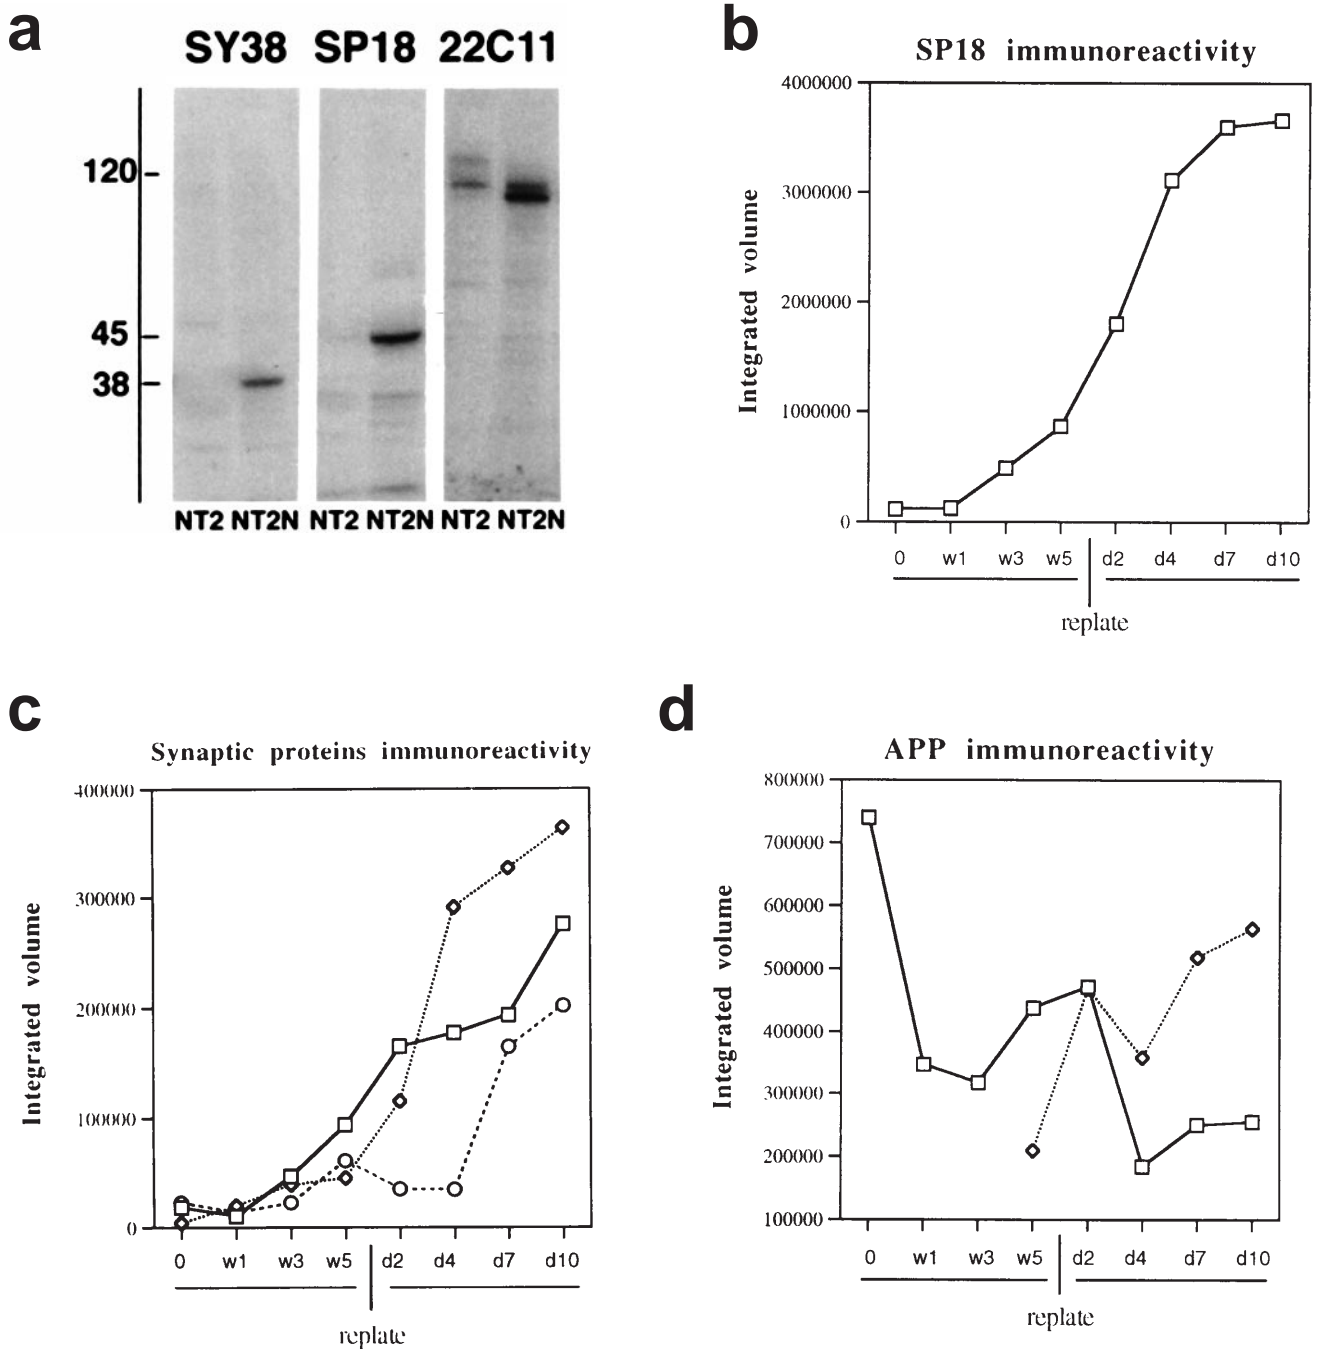 a
SY38 SP18 22C11
120
45
38
NT2 NT2N NT2 NT2N NT2 NT2N
b
SP18 immunoreactivity
Integrated volume
4000000
3000000
2000000
1000000
0
0 w1 w3 w5 d2 d4 d7 d10
replate
c
Synaptic proteins immunoreactivity
Integrated volume
400000
300000
200000
100000
0
0 w1 w3 w5 d2 d4 d7 d10
replate
d
APP immunoreactivity
Integrated volume
800000
700000
600000
500000
400000
300000
200000
100000
0 w1 w3 w5 d2 d4 d7 d10
replate